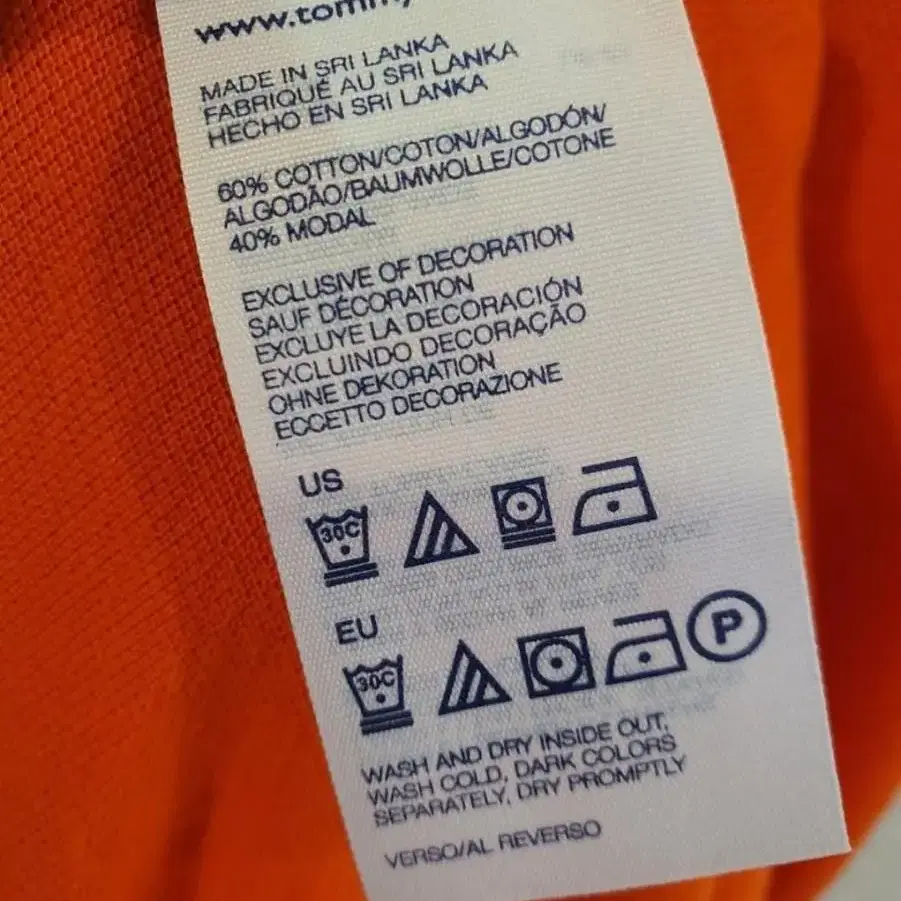 www.tommy
MADE IN SRI LANKA
FABRIQUÉ AU SRI LANKA
HECHO EN SRI LANKA
60% COTTON/COTON/ALGODÓN/
ALGODÃO/BAUMWOLLE/COTONE
40% MODAL
EXCLUSIVE OF DECORATION
SAUF DÉCORATION
EXCLUYE LA DECORACIÓN
EXCLUINDO DECORAÇÃO
OHNE DEKORATION
ECCETTO DECORAZIONE
US
30C
EU
30C
P
WASH AND DRY INSIDE OUT,
WASH COLD, DARK COLORS
SEPARATELY, DRY PROMPTLY
VERSO/AL REVERSO